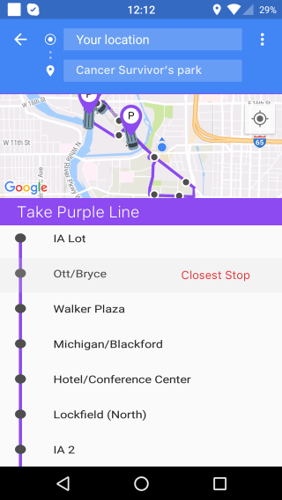 12:12
29%
Your location
Cancer Survivor's park
W 16th St
P
P
W 11th St
65
Google
Take Purple Line
IA Lot
Ott/Bryce
Closest Stop
Walker Plaza
Michigan/Blackford
Hotel/Conference Center
Lockfield (North)
IA 2